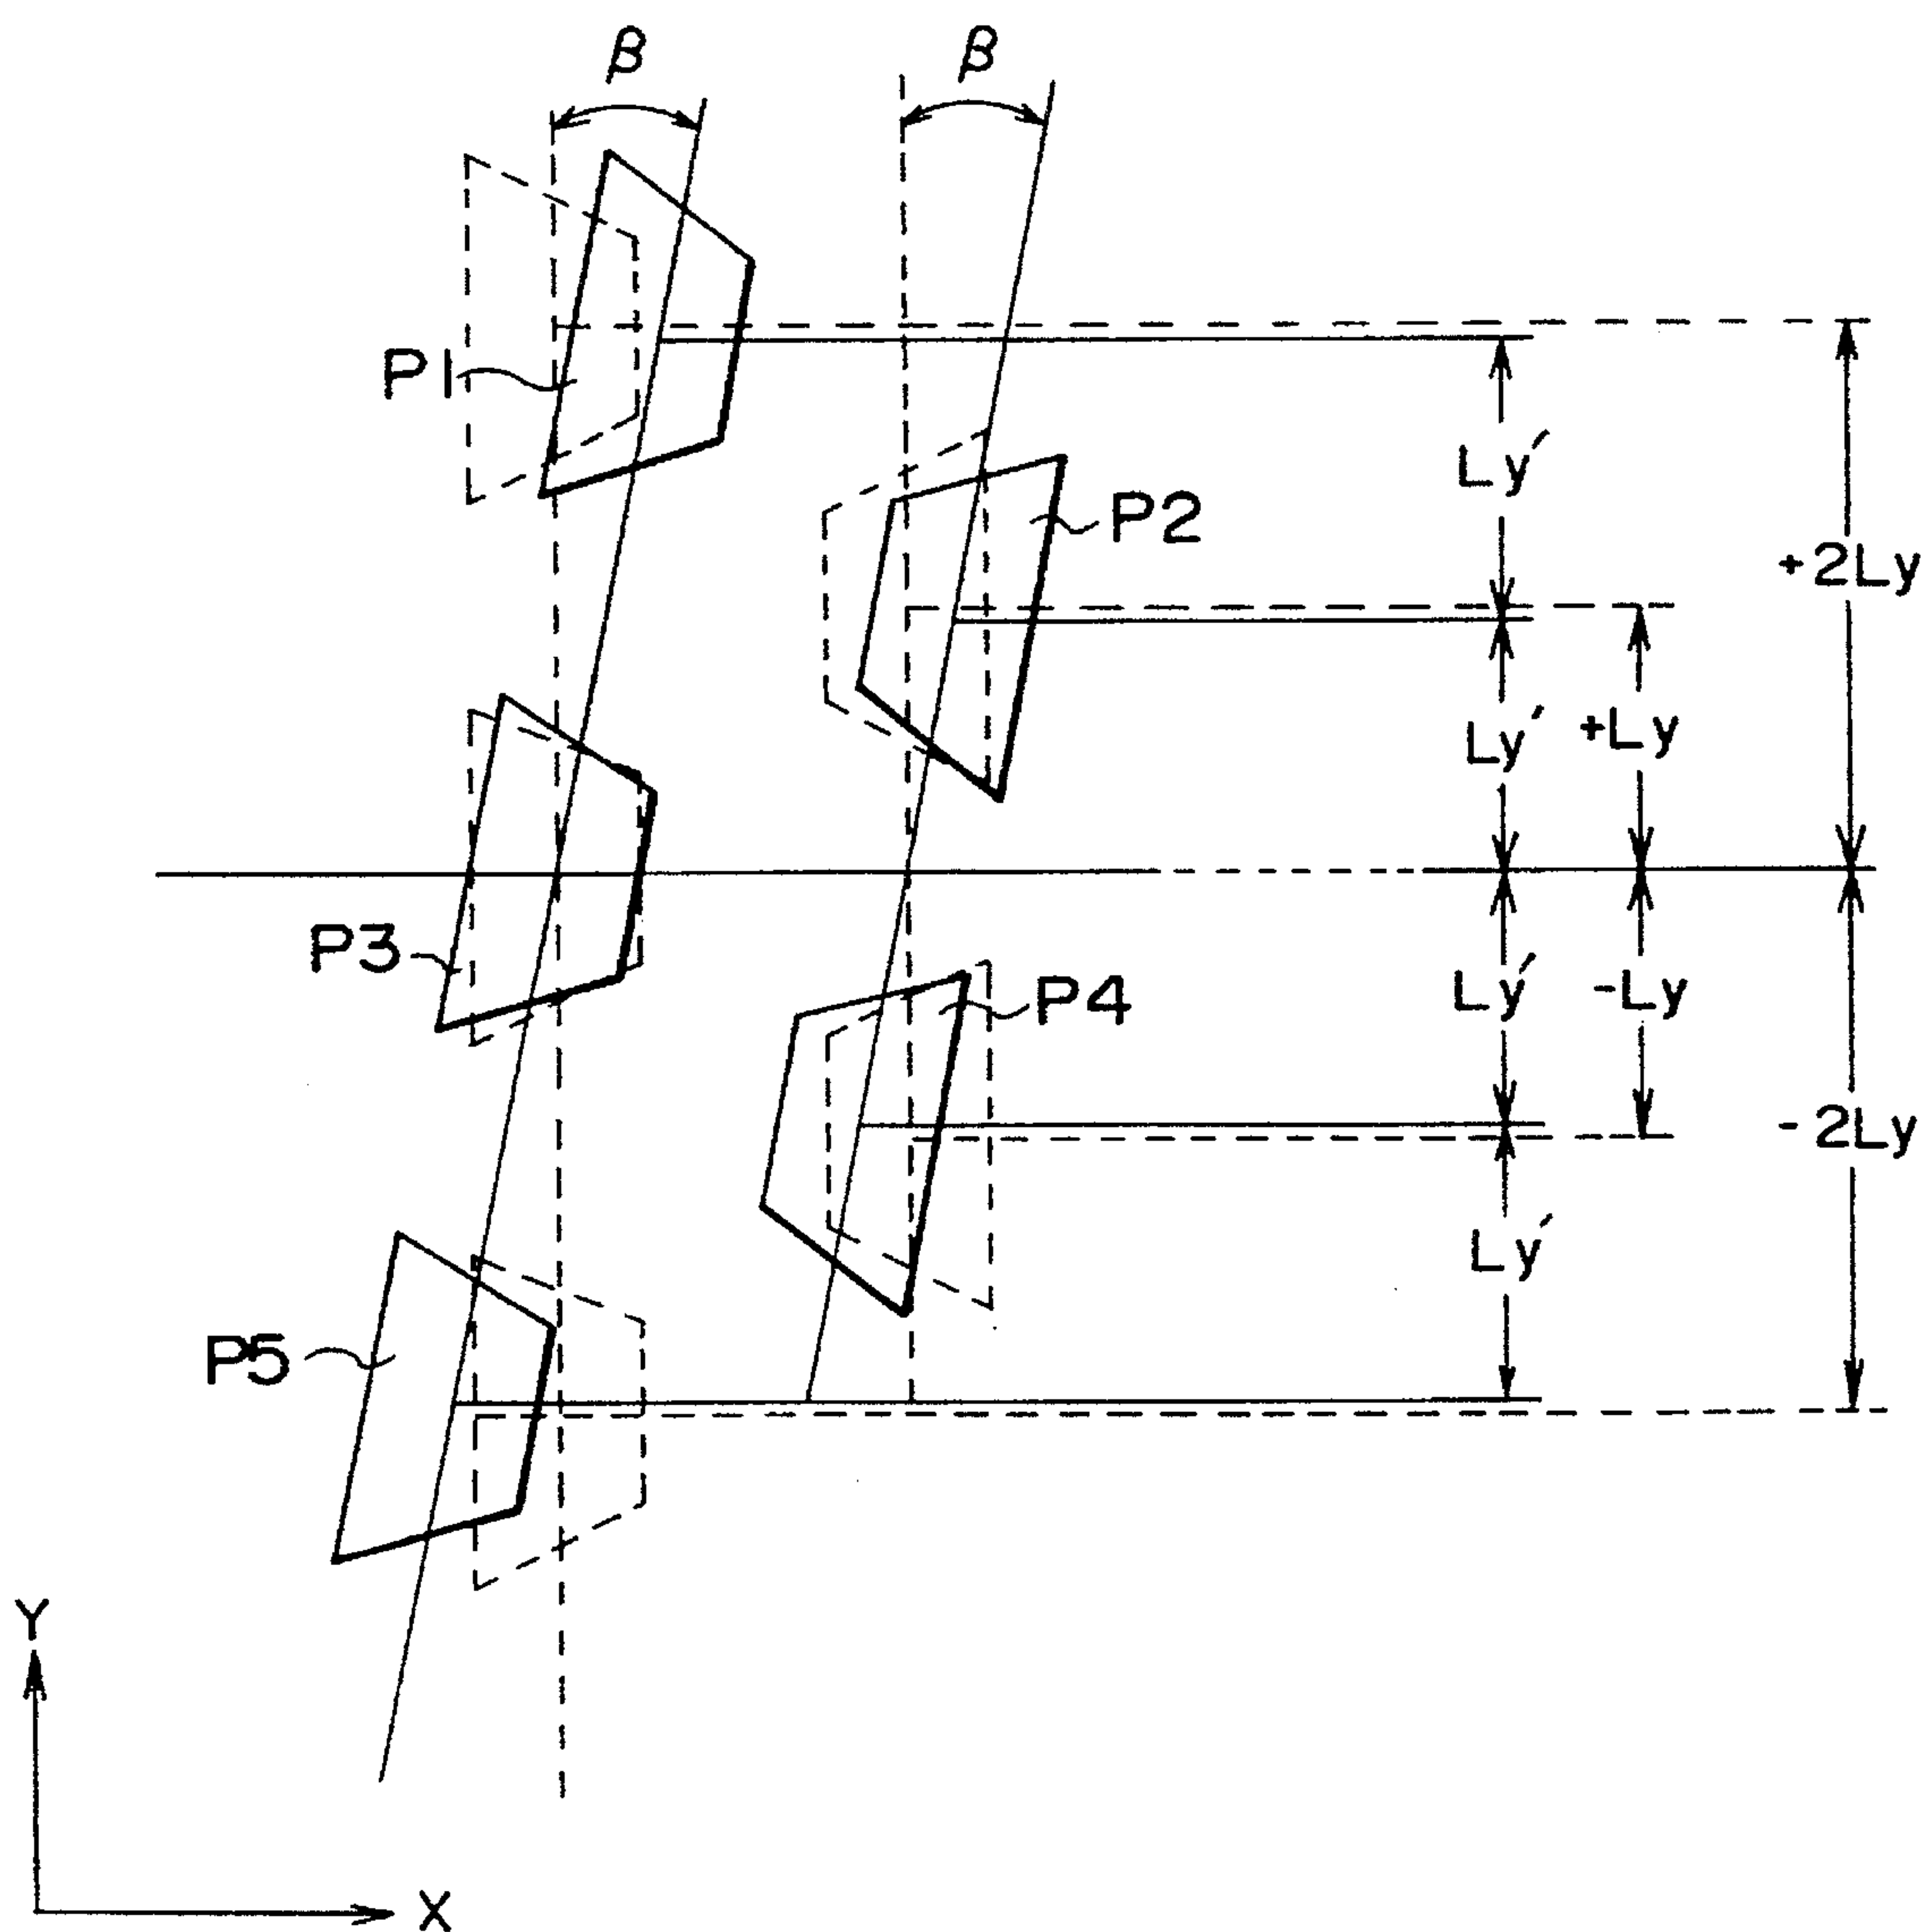 β β
P1
Ly′
P2
+2Ly
Ly′ +Ly
P3
Ly′ -Ly
P4
-2Ly
Ly′
P5
Y
X